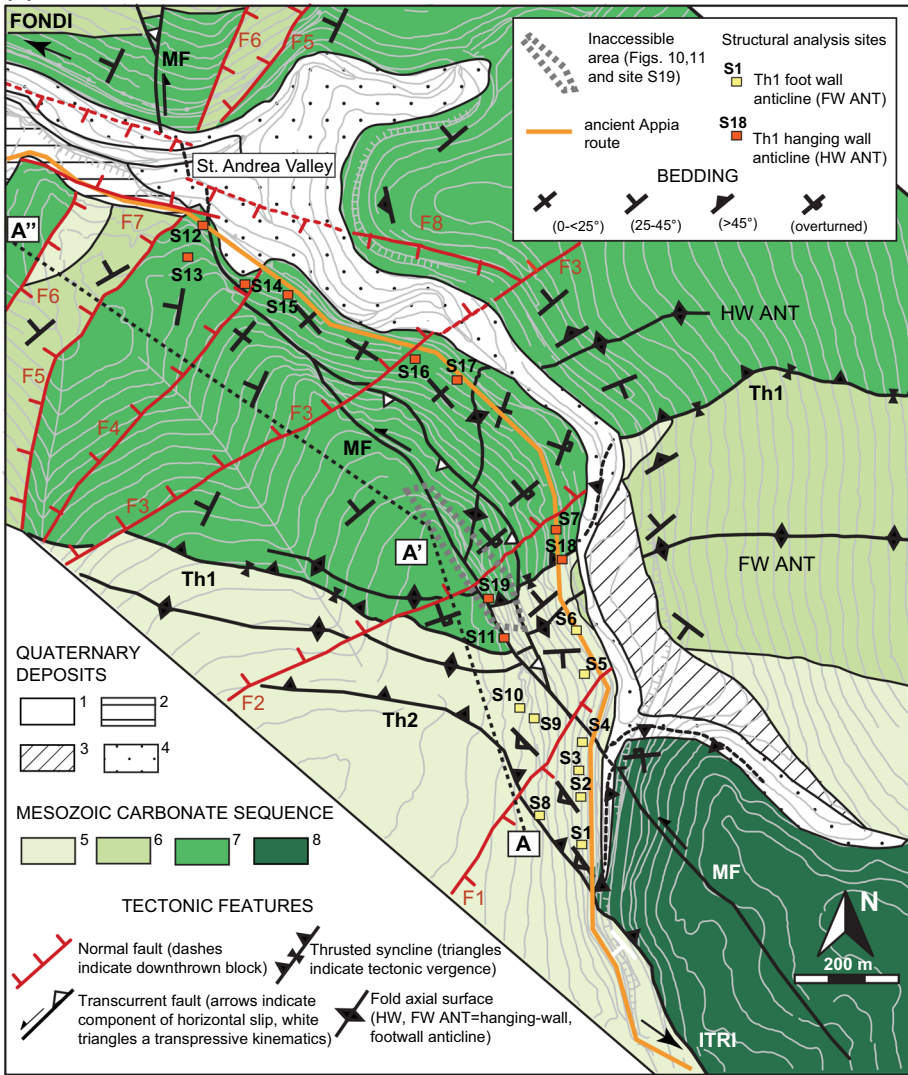 FONDI
MF
F6
F5
Inaccessible
area (Figs. 10,11
and site S19)
ancient Appia
route
Structural analysis sites
S1
Th1 foot wall
anticline (FW ANT)
S18
Th1 hanging wall
anticline (HW ANT)
BEDDING
(0-<25°)
(25-45°)
(>45°)
(overturned)
St. Andrea Valley
A''
F7
S12
F8
S13
F3
F6
S14
S15
HW ANT
F5
S16
S17
Th1
F4
F3
MF
F3
S7
A'
S18
FW ANT
Th1
S19
S6
S11
S5
F2
S10
Th2
S9
S4
S3
S2
S8
S1
A
F1
MF
N
200 m
ITRI
QUATERNARY
DEPOSITS
1
2
3
4
MESOZOIC CARBONATE SEQUENCE
5
6
7
8
TECTONIC FEATURES
Normal fault (dashes
indicate downthrown block)
Thrusted syncline (triangles
indicate tectonic vergence)
Transcurrent fault (arrows indicate
component of horizontal slip, white
triangles a transpressive kinematics)
Fold axial surface
(HW, FW ANT=hanging-wall,
footwall anticline)